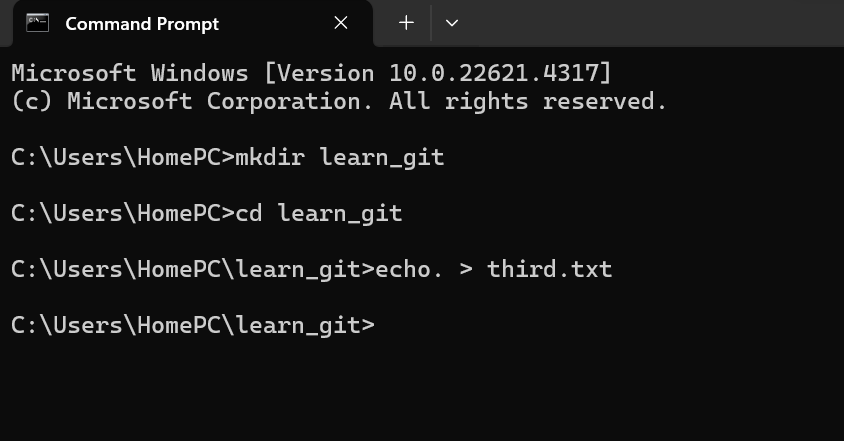 Command Prompt
Microsoft Windows [Version 10.0.22621.4317]
(c) Microsoft Corporation. All rights reserved.
C:\Users\HomePC>mkdir learn_git
C:\Users\HomePC>cd learn_git
C:\Users\HomePC\learn_git>echo. > third.txt
C:\Users\HomePC\learn_git>